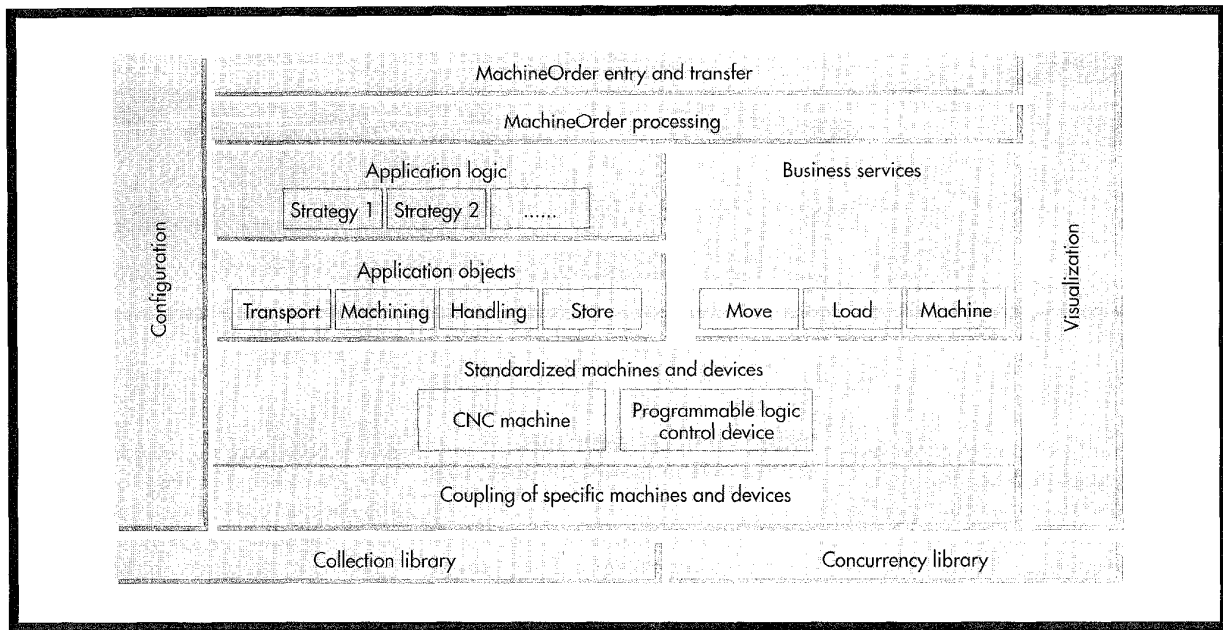 MachineOrder entry and transfer
MachineOrder processing
Application logic
Strategy 1
Strategy 2
......
Business services
Configuration
Visualization
Application objects
Transport
Machining
Handling
Store
Move
Load
Machine
Standardized machines and devices
CNC machine
Programmable logic
control device
Coupling of specific machines and devices
Collection library
Concurrency library